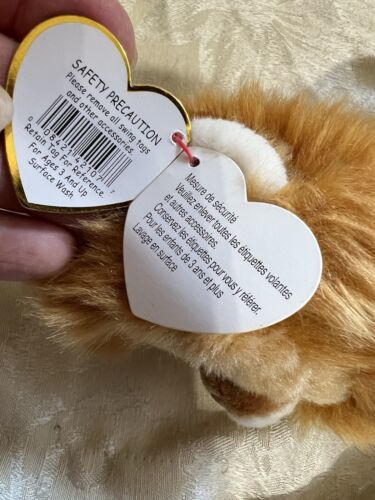 SAFETY PRECAUTION
Please remove all swing tags
and other accessories
Retain Tag For Reference.
For Ages 3 And Up
Surface Wash
Mesure de sécurité
Veuillez enlever toutes les étiquettes volantes
et autres accessoires
Conservez les étiquettes pour vous y référer.
Pour les enfants de 3 ans et plus
Lavage en surface